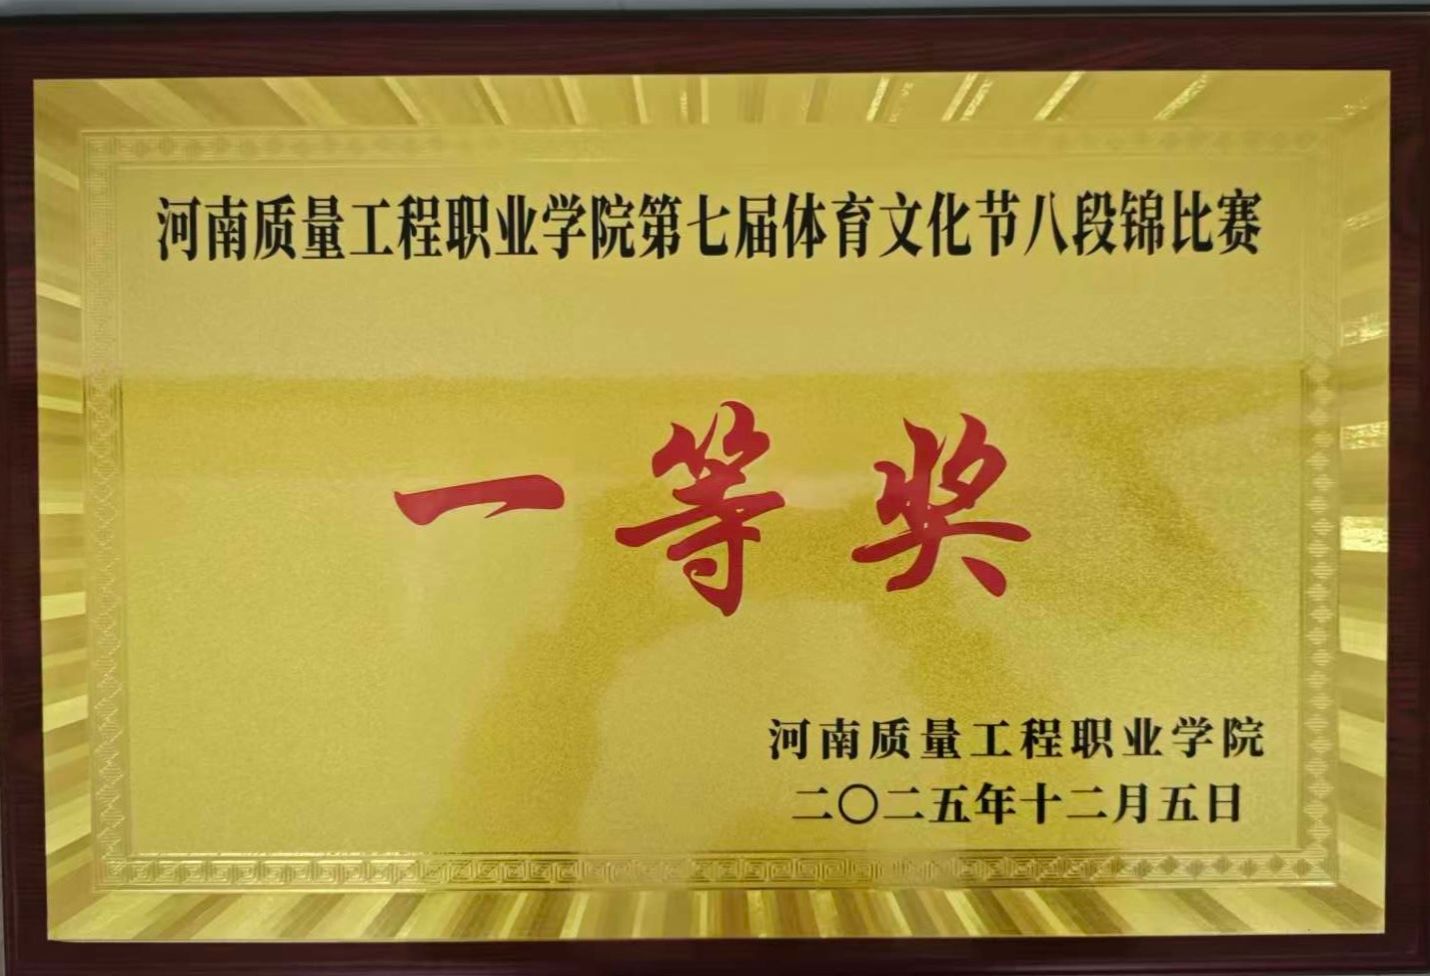 河南质量工程职业学院第七届体育文化节八段锦比赛
一等奖
河南质量工程职业学院
二〇二五年十二月五日